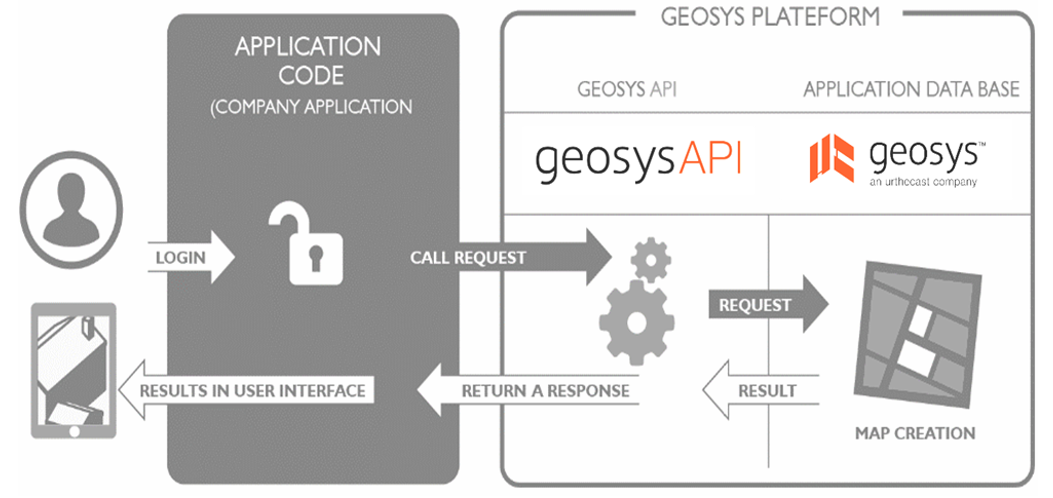 GEOSYS PLATEFORM
APPLICATION
CODE
(COMPANY APPLICATION
GEOSYS API
APPLICATION DATA BASE
geosysAPI
geosys™
an urthecast company
LOGIN
CALL REQUEST
REQUEST
RESULTS IN USER INTERFACE
RETURN A RESPONSE
RESULT
MAP CREATION